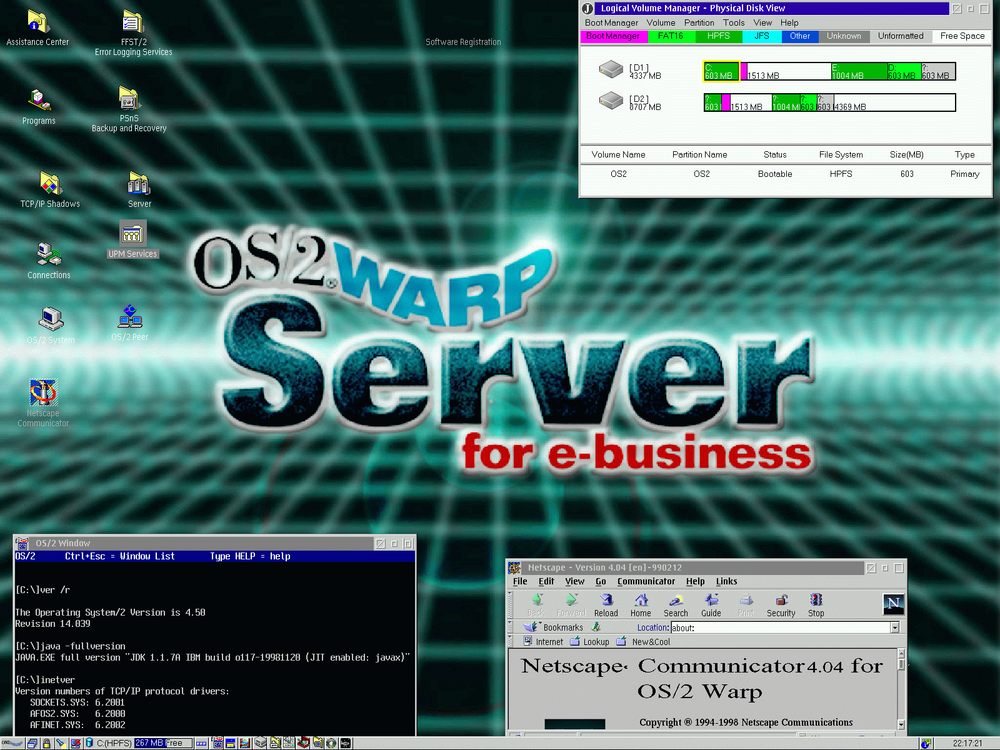 Assistance Center
FFST/2
Error Logging Services
Software Registration
Programs
PSnS
Backup and Recovery
TCP/IP Shadows
Server
UPM Services
Connections
OS/2 System
OS/2 Peer
Netscape
Communicator
Logical Volume Manager - Physical Disk View
Boot Manager Volume Partition Tools View Help
Boot Manager FAT16 HPFS JFS Other Unknown Unformatted Free Space
[ D1 ]
4337 MB
C: E: D: ?:
603 MB 1513 MB 1004 MB 603 MB 603 MB
[ D2 ]
8707 MB
?: ?: ?: ?:
603 1513 MB 1004 M 603 603 4369 MB
Volume Name Partition Name Status File System Size(MB) Type
OS2 OS2 Bootable HPFS 603 Primary
OS/2® WARP
Server
for e-business
OS/2 Window
OS/2 Ctrl+Esc = Window List Type HELP = help
[C:\]ver /r
The Operating System/2 Version is 4.50
Revision 14.039
[C:\]java -fullversion
JAVA.EXE full version "JDK 1.1.7A IBM build o117-19981120 (JIT enabled: javax)"
[C:\]inetver
Version numbers of TCP/IP protocol drivers:
SOCKETS.SYS: 6.2001
AFOS2.SYS: 6.2000
AFINET.SYS: 6.2002
Netscape - Version 4.04 [en]-990212
File Edit View Go Communicator Help Links
Back Forward Reload Home Search Guide Print Security Stop
N
Bookmarks Location: about:
Internet Lookup New&Cool
Netscape Communicator 4.04 for
OS/2 Warp
Copyright ® 1994-1998 Netscape Communications
C:(HPFS) 267 MB Free
22:17:21